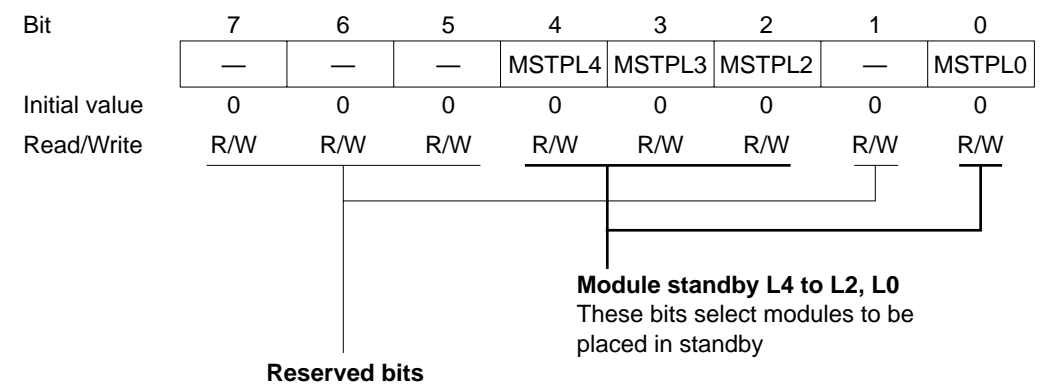 Bit 7 6 5 4 3 2 1 0
— — — MSTPL4 MSTPL3 MSTPL2 — MSTPL0
Initial value 0 0 0 0 0 0 0 0
Read/Write R/W R/W R/W R/W R/W R/W R/W R/W
Module standby L4 to L2, L0
These bits select modules to be
placed in standby
Reserved bits